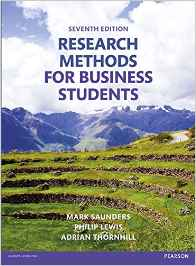 SEVENTH EDITION
RESEARCH
METHODS
FOR BUSINESS
STUDENTS
MARK SAUNDERS
PHILIP LEWIS
ADRIAN THORNHILL
PEARSON